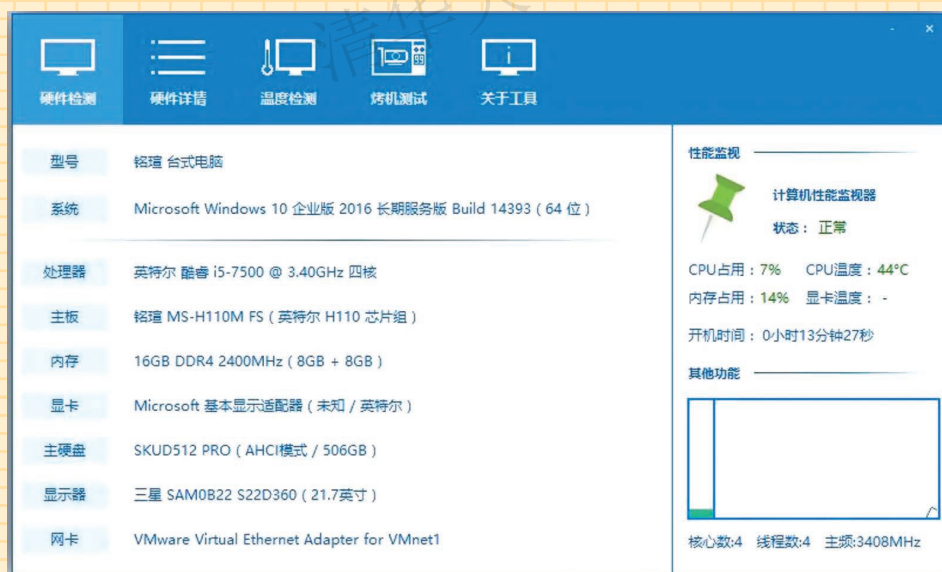 清华大
硬件检测 硬件详情 温度检测 烤机测试 关于工具
型号 铭瑄 台式电脑
系统 Microsoft Windows 10 企业版 2016 长期服务版 Build 14393 ( 64 位 )
处理器 英特尔 酷睿 i5-7500 @ 3.40GHz 四核
主板 铭瑄 MS-H110M FS ( 英特尔 H110 芯片组 )
内存 16GB DDR4 2400MHz ( 8GB + 8GB )
显卡 Microsoft 基本显示适配器 ( 未知 / 英特尔 )
主硬盘 SKUD512 PRO ( AHCI模式 / 506GB )
显示器 三星 SAM0B22 S22D360 ( 21.7英寸 )
网卡 VMware Virtual Ethernet Adapter for VMnet1
性能监视
计算机性能监视器
状态： 正常
CPU占用：7% CPU温度：44°C
内存占用：14% 显卡温度： -
开机时间： 0小时13分钟27秒
其他功能
核心数:4 线程数:4 主频:3408MHz